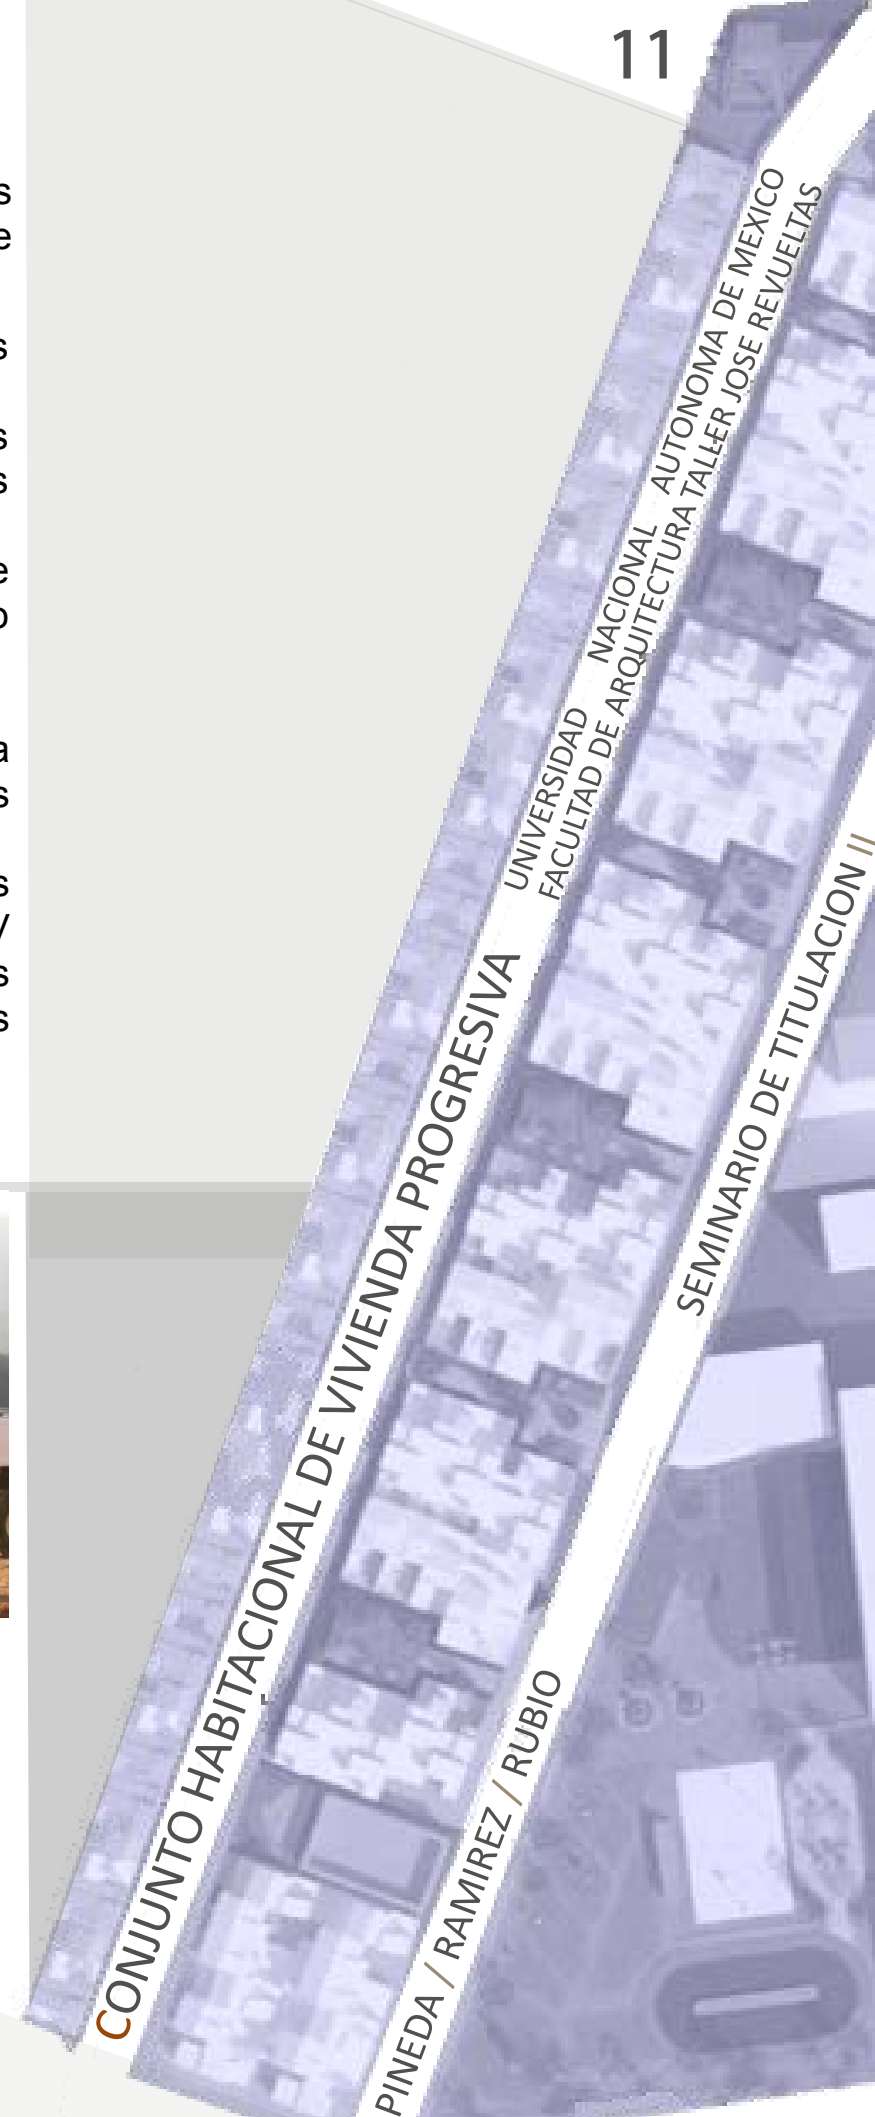 11
s
e
s
s
s
e
o
a
s
s
y
s
s
UNIVERSIDAD NACIONAL AUTONOMA DE MEXICO
FACULTAD DE ARQUITECTURA TALLER JOSE REVUELTAS
CONJUNTO HABITACIONAL DE VIVIENDA PROGRESIVA
SEMINARIO DE TITULACION II
PINEDA / RAMIREZ / RUBIO